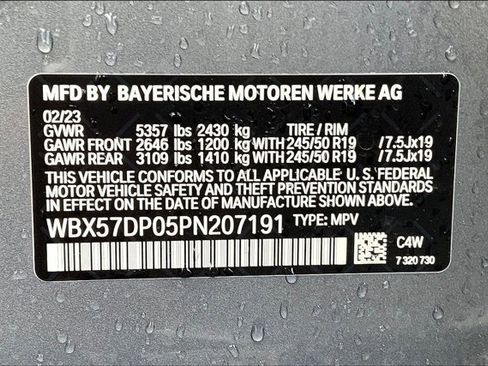 MFD BY BAYERISCHE MOTOREN WERKE AG
02/23
GVWR 5357 lbs 2430 kg TIRE / RIM
GAWR FRONT 2646 lbs 1200 kg WITH 245/50 R19 /7.5Jx19
GAWR REAR 3109 lbs 1410 kg WITH 245/50 R19 /7.5Jx19
THIS VEHICLE CONFORMS TO ALL APPLICABLE U. S. FEDERAL
MOTOR VEHICLE SAFETY AND THEFT PREVENTION STANDARDS
IN EFFECT ON THE DATE OF MANUFACTURE SHOWN ABOVE.
WBX57DP05PN207191 TYPE: MPV
C4W
7 320 730